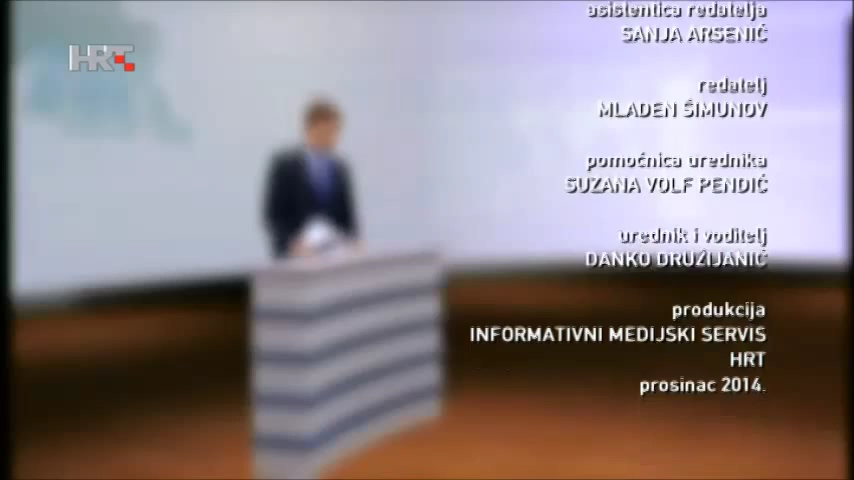 HRT
asistentica redatelja
SANJA ARSENIĆ
redatelj
MLADEN ŠIMUNOV
pomoćnica urednika
SUZANA VOLF PENDIĆ
urednik i voditelj
DANKO DRUŽIJANIĆ
produkcija
INFORMATIVNI MEDIJSKI SERVIS
HRT
prosinac 2014.